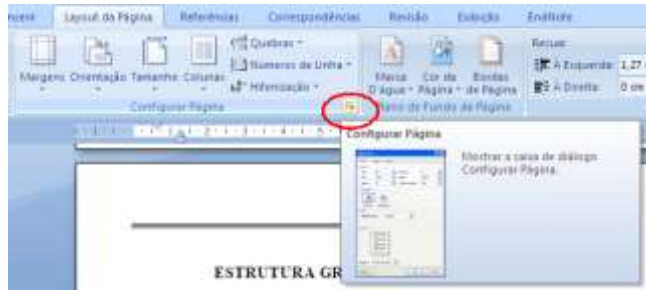 Layout da Página Referências Correspondências Revisão Exibição EndNote
Margens Orientação Tamanho Colunas
Quebras
Números de Linha
Hifenização
Marca D'água
Cor da Página
Bordas de Página
Recuar
À Esquerda: 1,27
À Direita: 0 cm
Configurar Página
Plano de Fundo da Página
Configurar Página
Mostrar a caixa de diálogo
Configurar Página.
ESTRUTURA GR